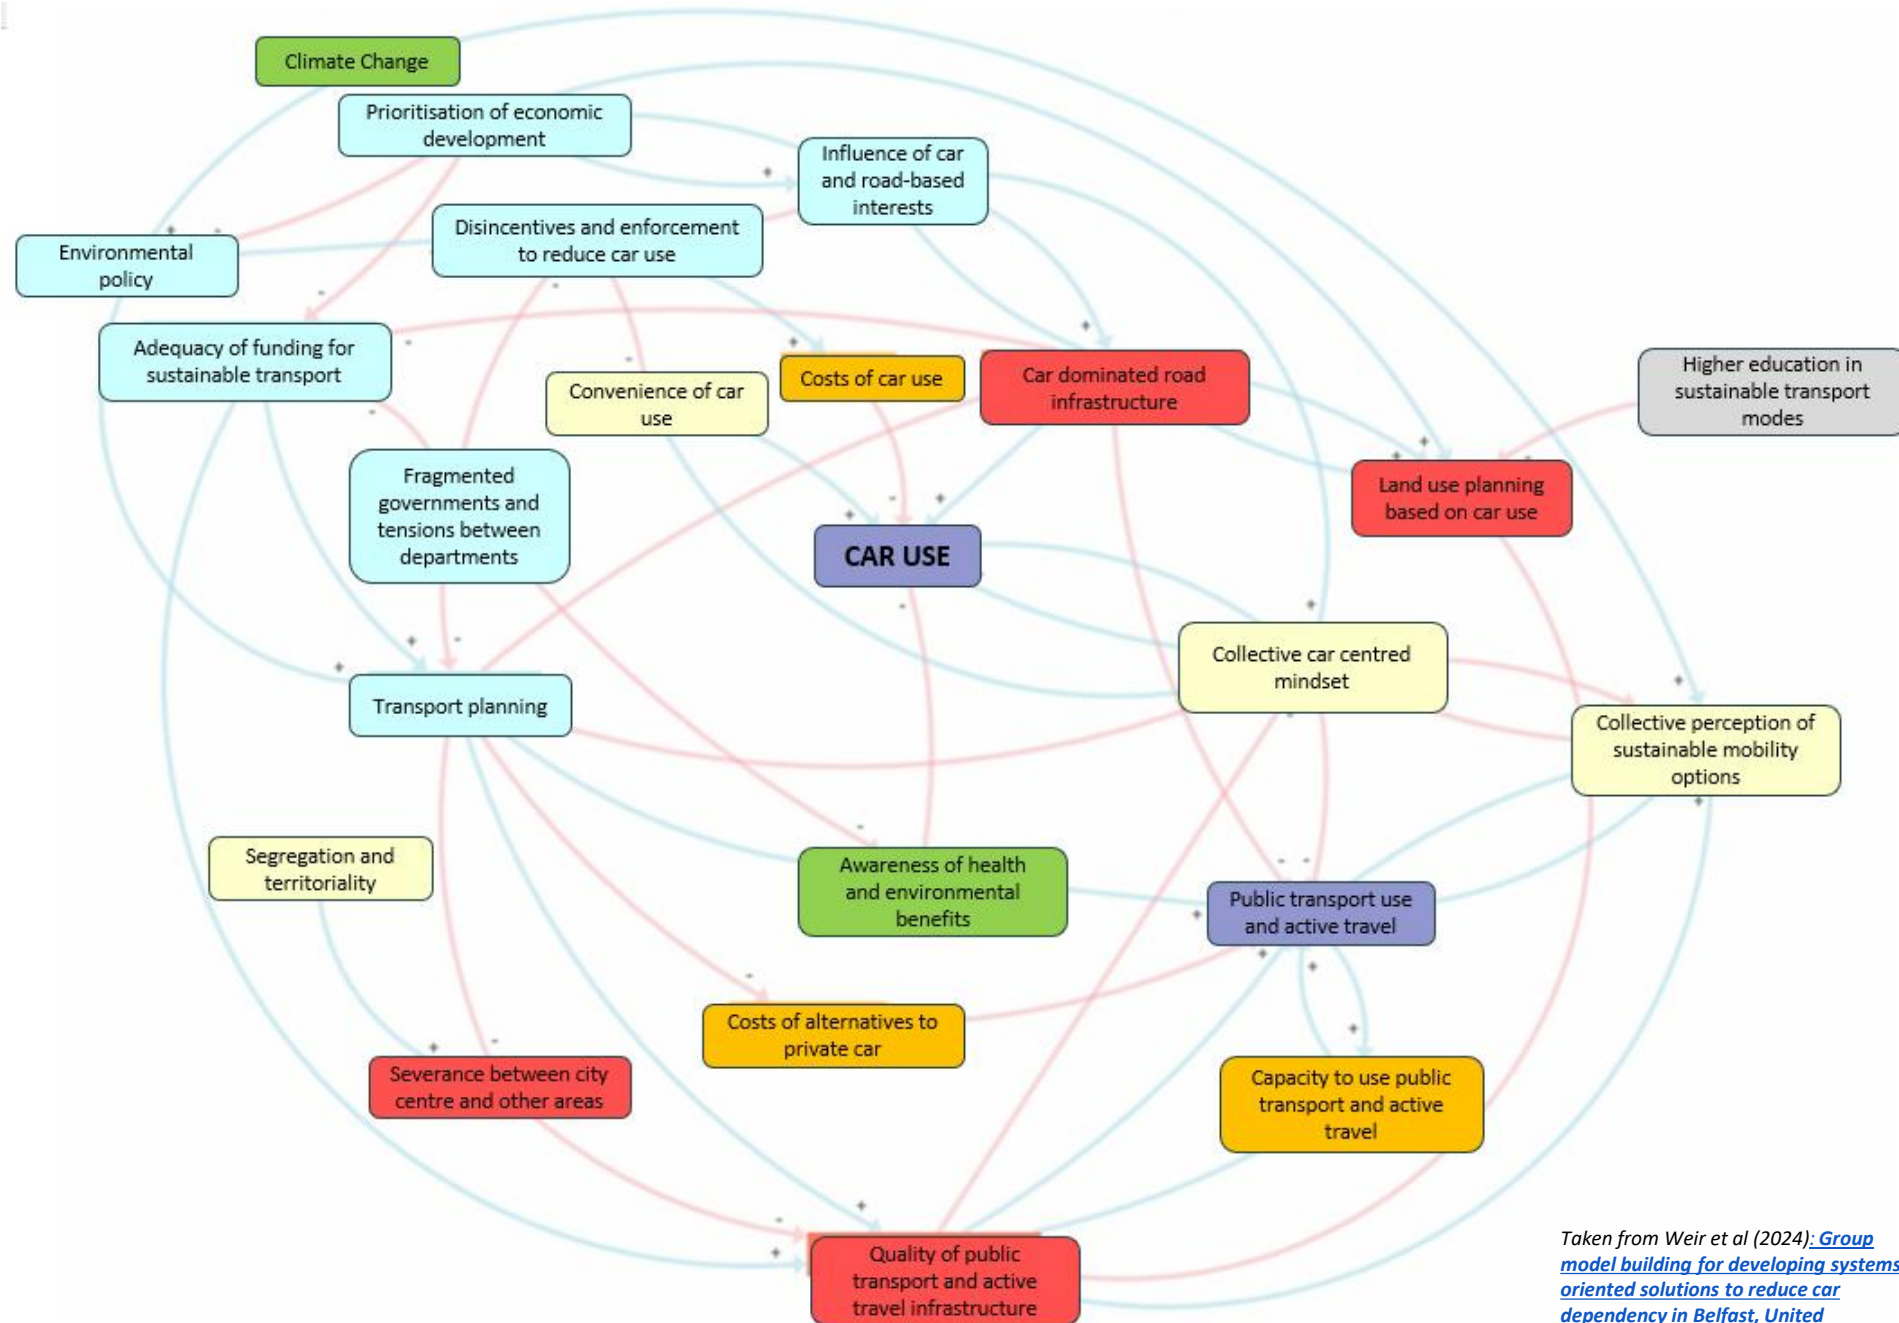 Climate Change
Prioritisation of economic
development
Influence of car
and road-based
interests
Disincentives and enforcement
to reduce car use
Environmental
policy
Adequacy of funding for
sustainable transport
Convenience of car
use
Costs of car use
Car dominated road
infrastructure
Higher education in
sustainable transport
modes
Fragmented
governments and
tensions between
departments
Land use planning
based on car use
CAR USE
Collective car centred
mindset
Transport planning
Collective perception of
sustainable mobility
options
Segregation and
territoriality
Awareness of health
and environmental
benefits
Public transport use
and active travel
Costs of alternatives to
private car
Severance between city
centre and other areas
Capacity to use public
transport and active
travel
Quality of public
transport and active
travel infrastructure
Taken from Weir et al (2024): Group
model building for developing systems
oriented solutions to reduce car
dependency in Belfast, United